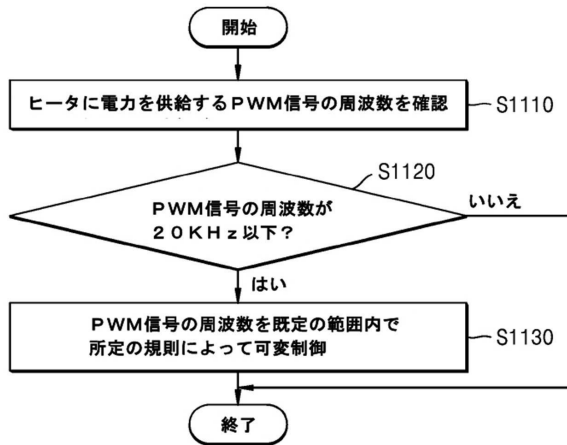 開始
ヒータに電力を供給するPWM信号の周波数を確認
S1110
S1120
PWM信号の周波数が
20KHz以下?
いいえ
はい
PWM信号の周波数を既定の範囲内で
所定の規則によって可変制御
S1130
終了